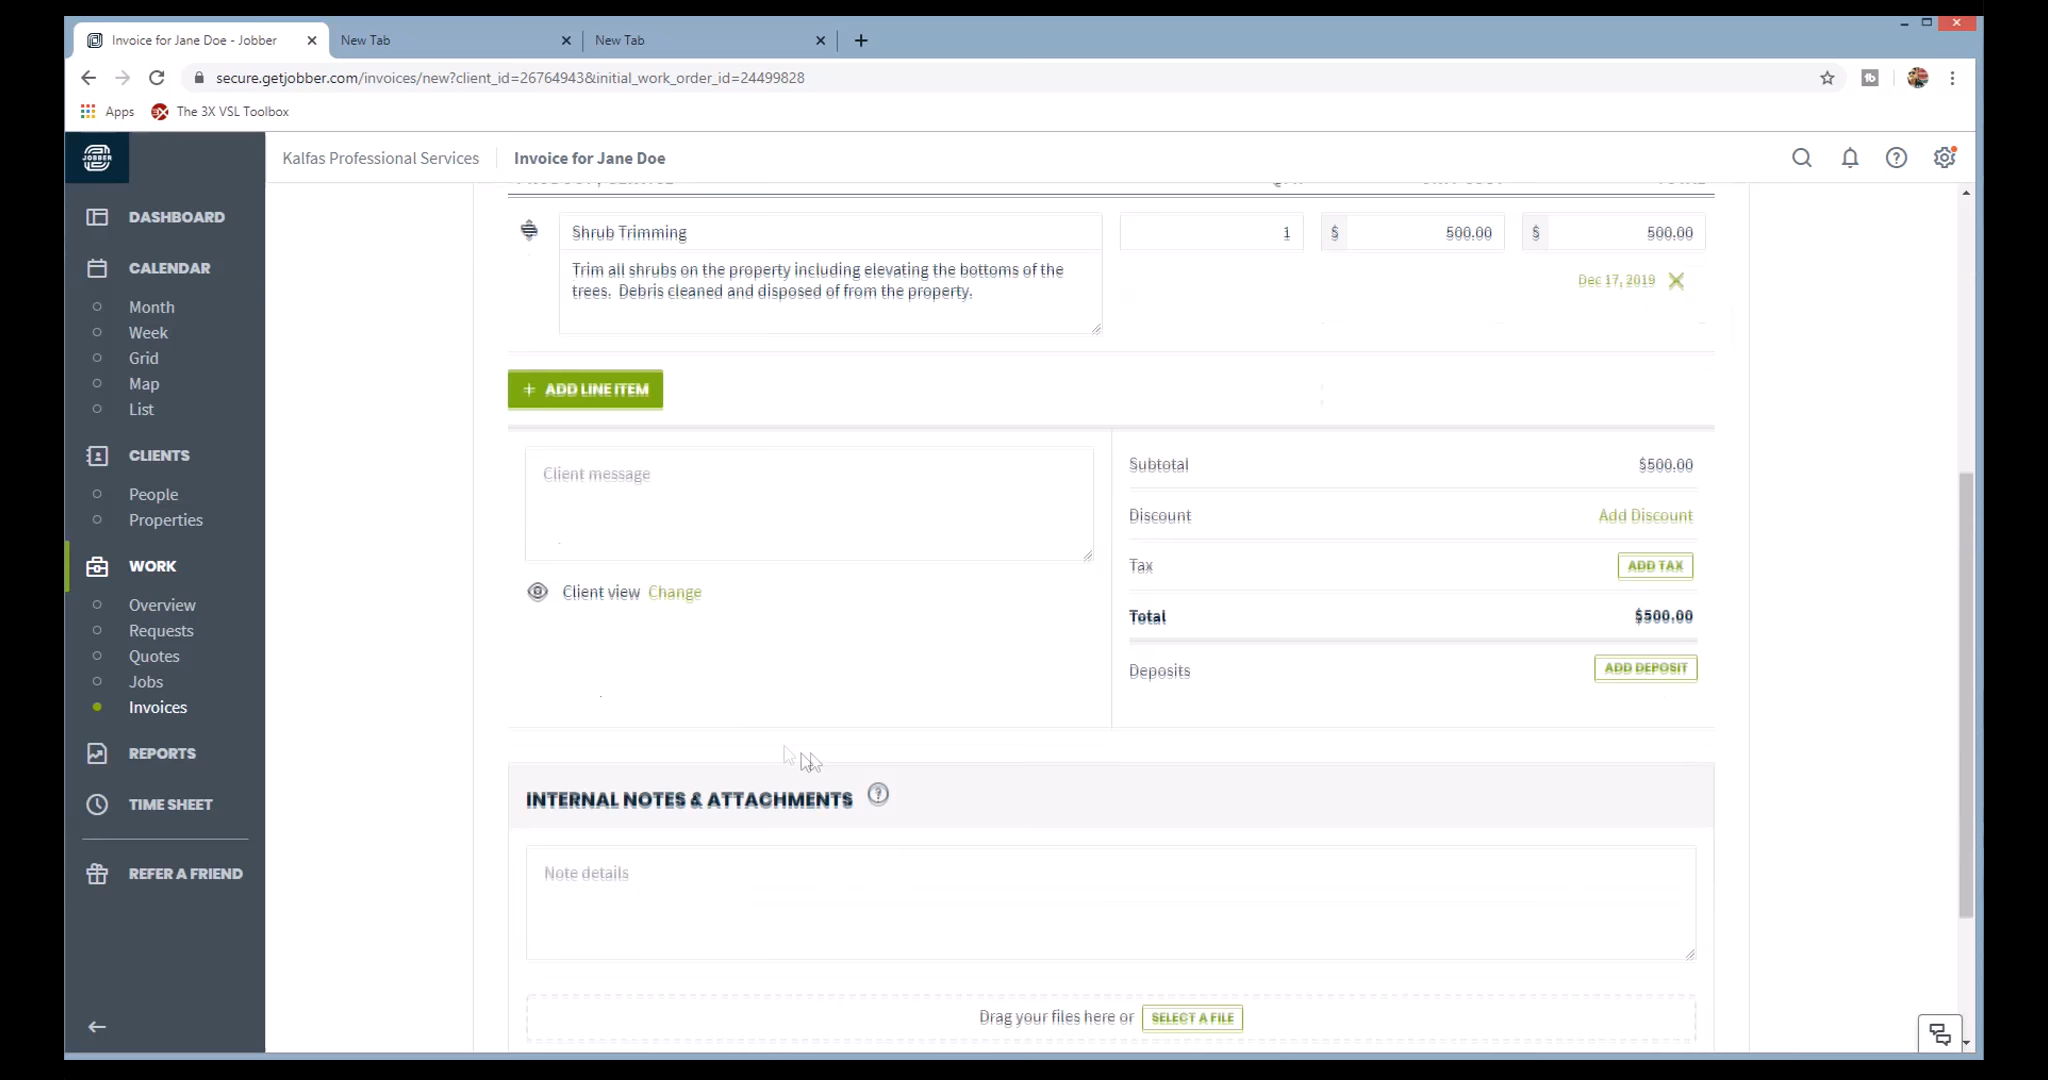 Invoice for Jane Doe - Jobber
New Tab
New Tab
secure.getjobber.com/invoices/new?client_id=26764943&initial_work_order_id=24499828
Apps
The 3X VSL Toolbox
JOBBER
Kalfas Professional Services
Invoice for Jane Doe
DASHBOARD
CALENDAR
Month
Week
Grid
Map
List
CLIENTS
People
Properties
WORK
Overview
Requests
Quotes
Jobs
Invoices
REPORTS
TIME SHEET
REFER A FRIEND
Shrub Trimming
1
$ 500.00
$ 500.00
Trim all shrubs on the property including elevating the bottoms of the
trees. Debris cleaned and disposed of from the property.
Dec 17, 2019
+ ADD LINE ITEM
Client message
Client view Change
Subtotal $500.00
Discount Add Discount
Tax ADD TAX
Total $500.00
Deposits ADD DEPOSIT
INTERNAL NOTES & ATTACHMENTS
Note details
Drag your files here or SELECT A FILE